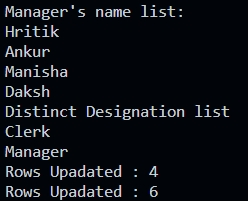 Manager's name list:
Hritik
Ankur
Manisha
Daksh
Distinct Designation list
Clerk
Manager
Rows Upadated : 4
Rows Upadated : 6